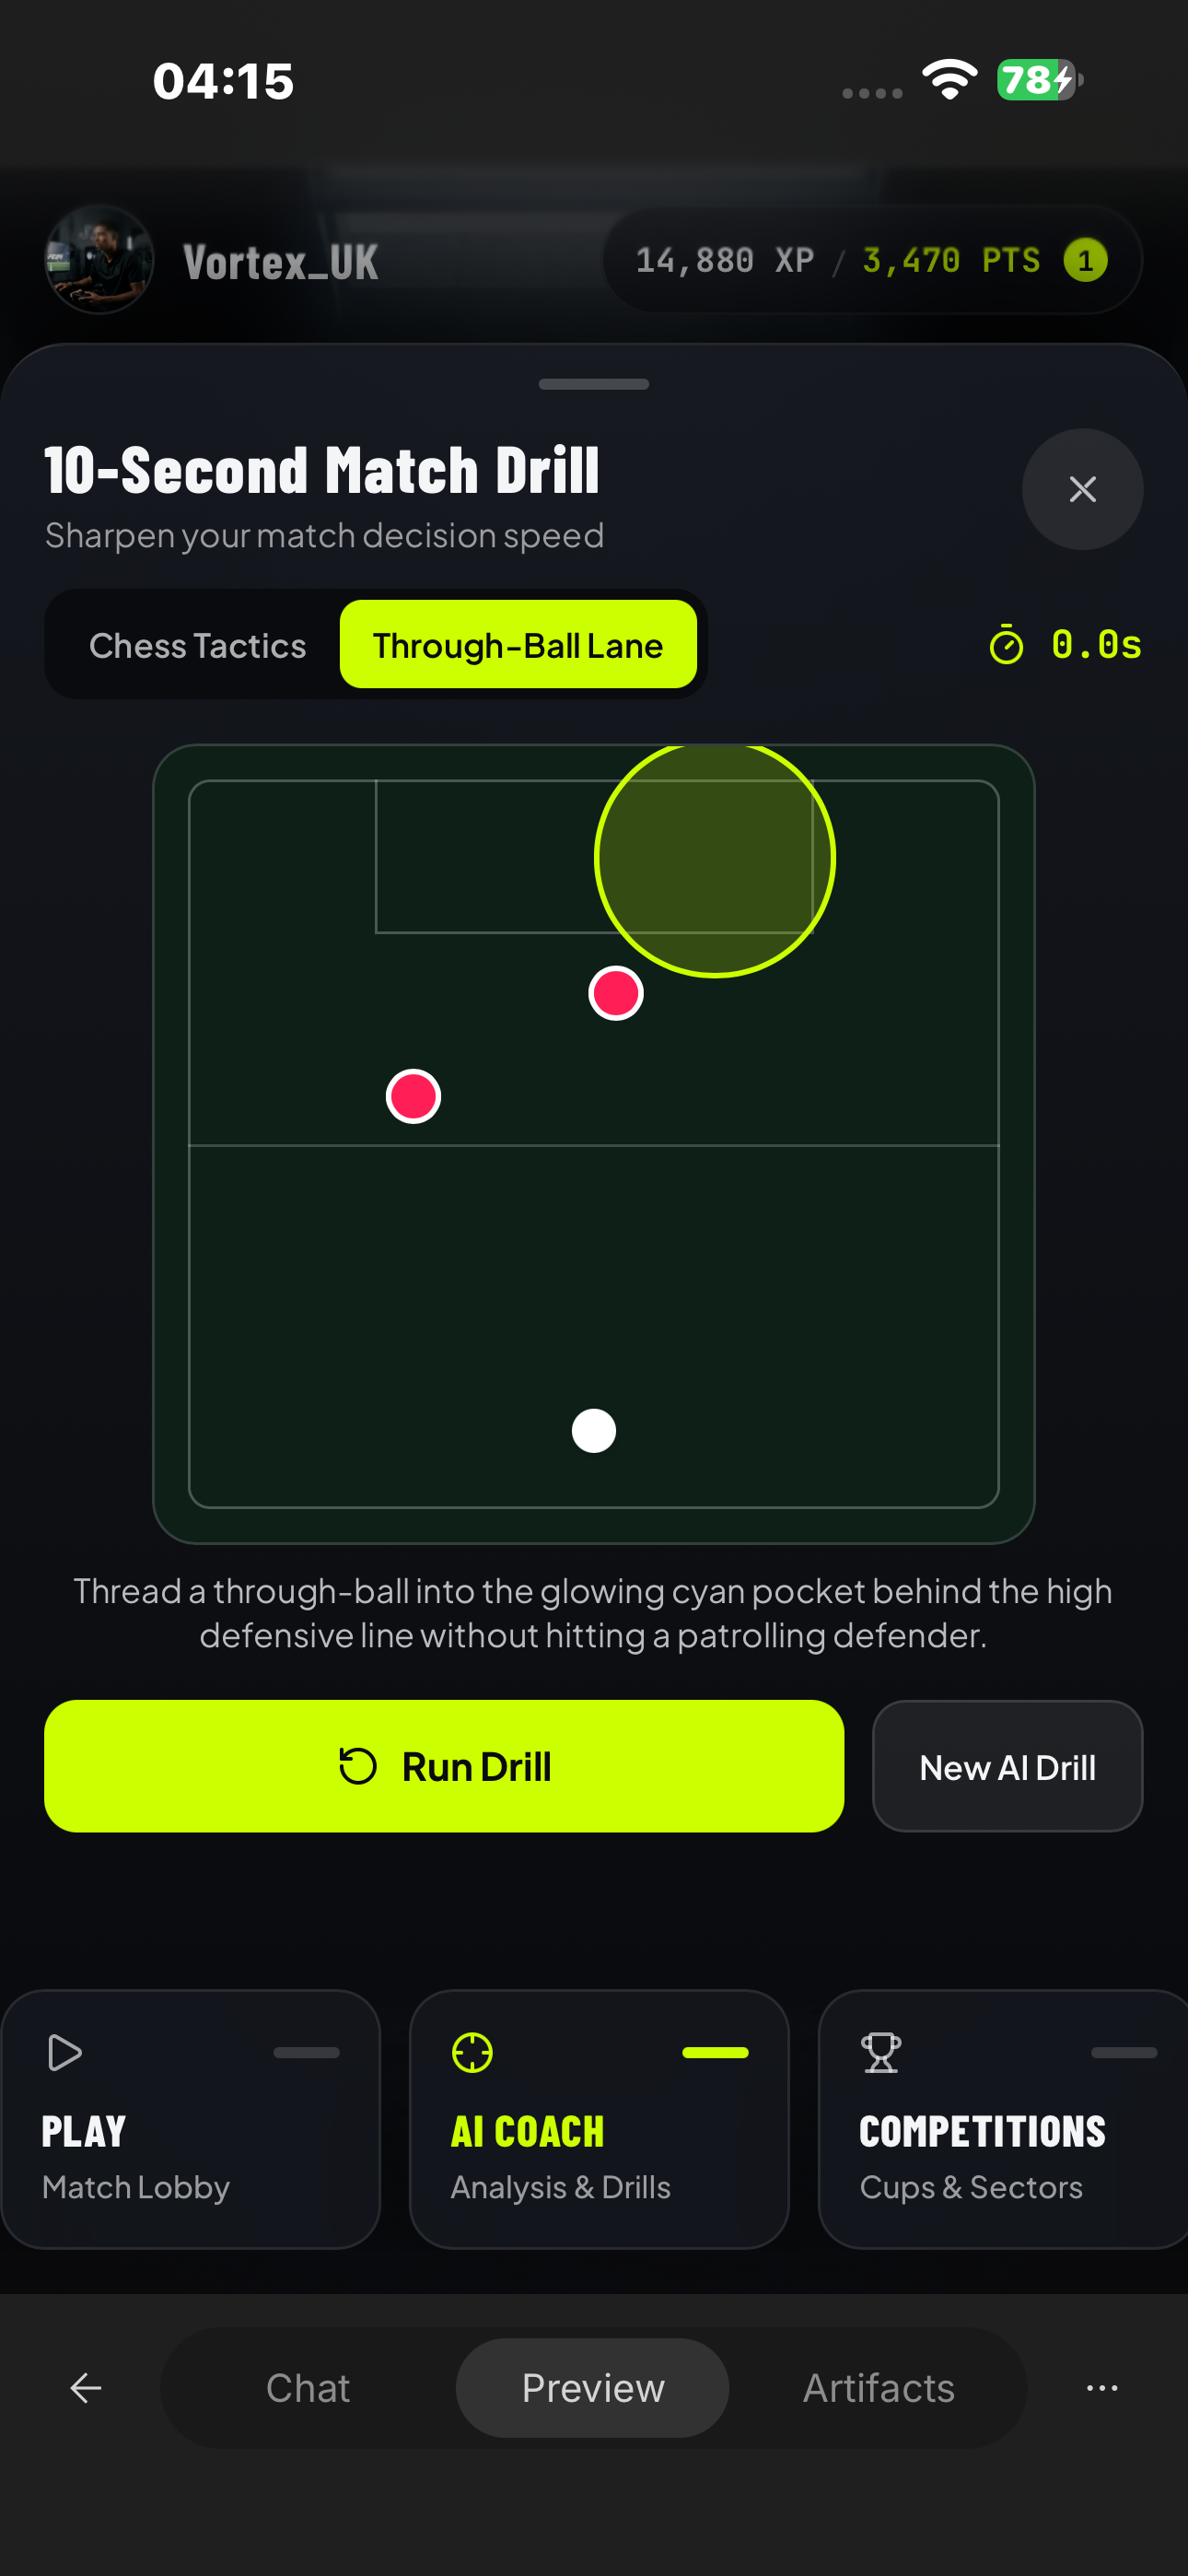 04:15
78
Vortex_UK
14,880 XP / 3,470 PTS 1
10-Second Match Drill
Sharpen your match decision speed
Chess Tactics
Through-Ball Lane
0.0s
Thread a through-ball into the glowing cyan pocket behind the high
defensive line without hitting a patrolling defender.
Run Drill
New AI Drill
PLAY
Match Lobby
AI COACH
Analysis & Drills
COMPETITIONS
Cups & Sectors
Chat
Preview
Artifacts